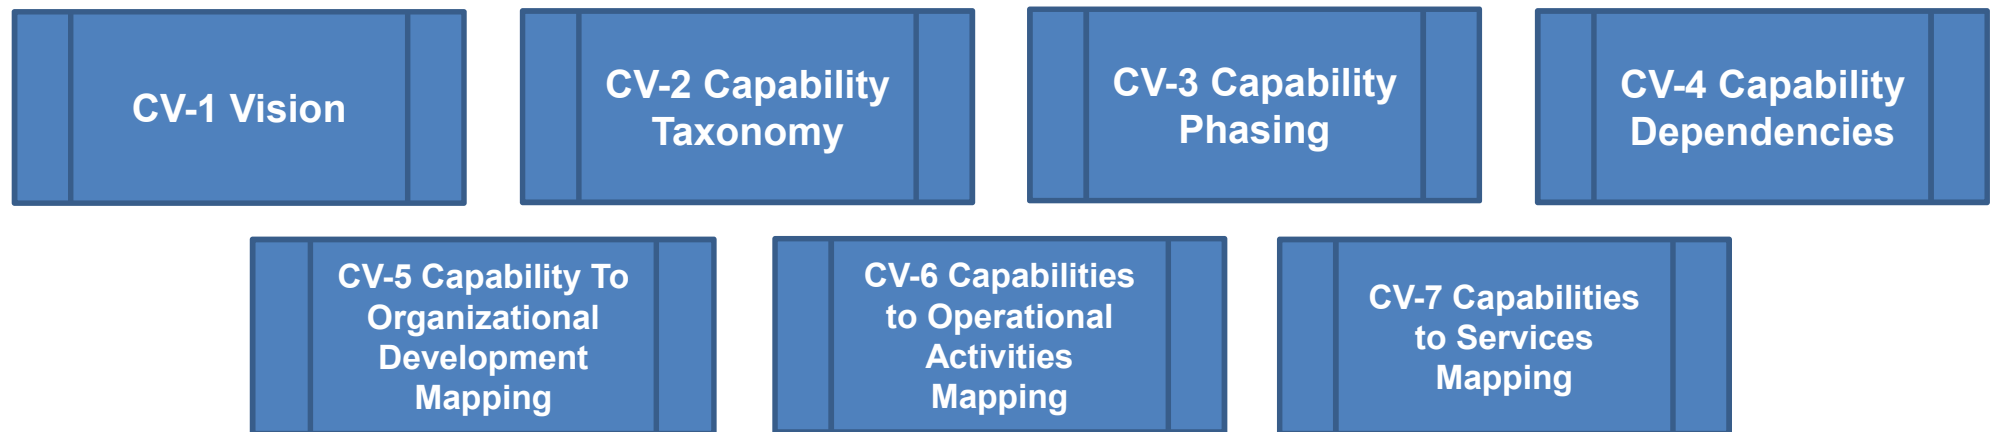 CV-1 Vision
CV-2 Capability
Taxonomy
CV-3 Capability
Phasing
CV-4 Capability
Dependencies
CV-5 Capability To
Organizational
Development
Mapping
CV-6 Capabilities
to Operational
Activities
Mapping
CV-7 Capabilities
to Services
Mapping